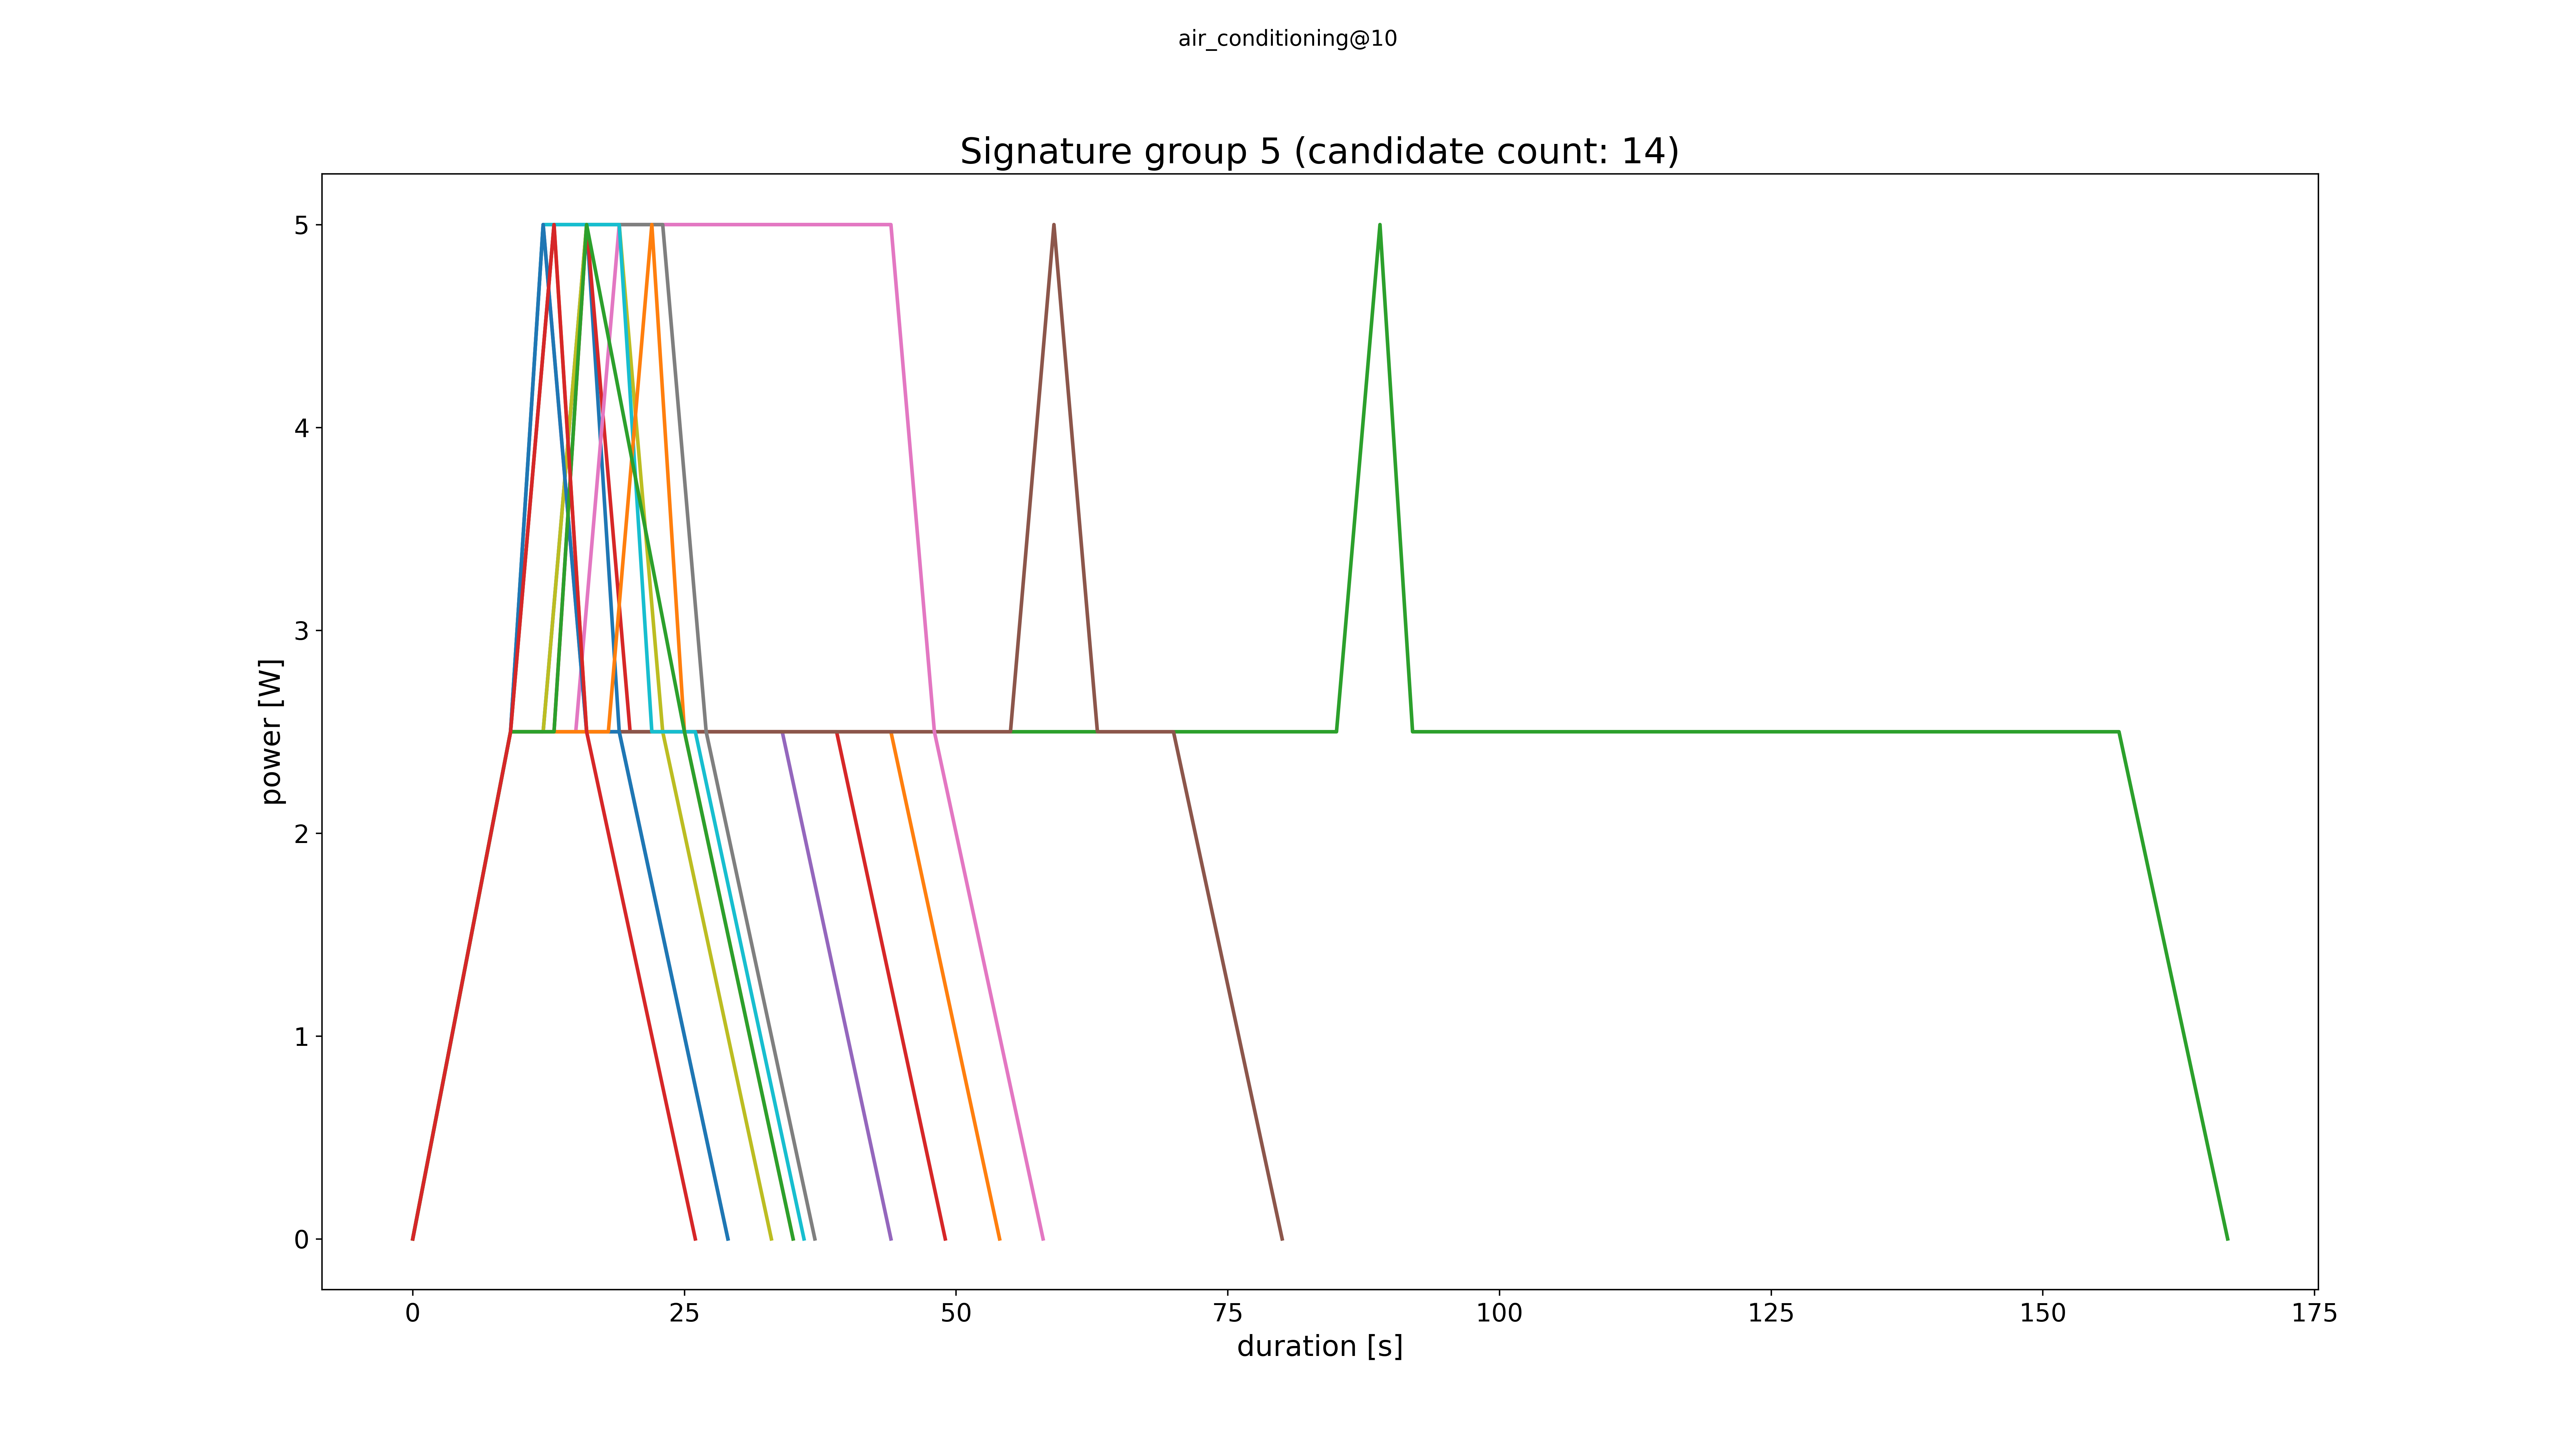 air_conditioning@10
Signature group 5 (candidate count: 14)
power [W]
5
4
3
2
1
0
0 25 50 75 100 125 150 175
duration [s]